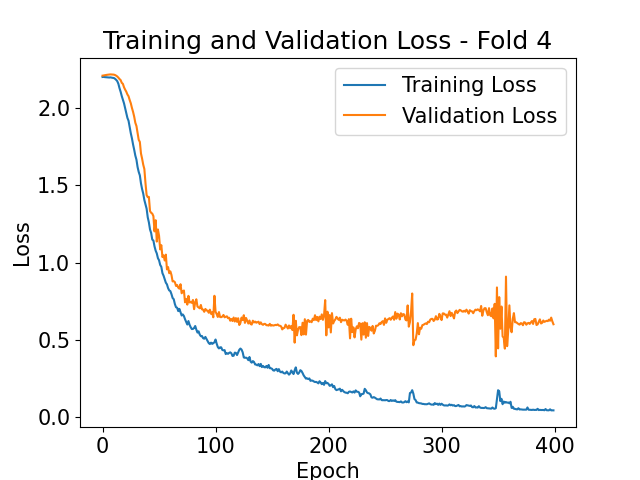 Training and Validation Loss - Fold 4
Training Loss
Validation Loss
Loss
2.0
1.5
1.0
0.5
0.0
0
100
200
300
400
Epoch